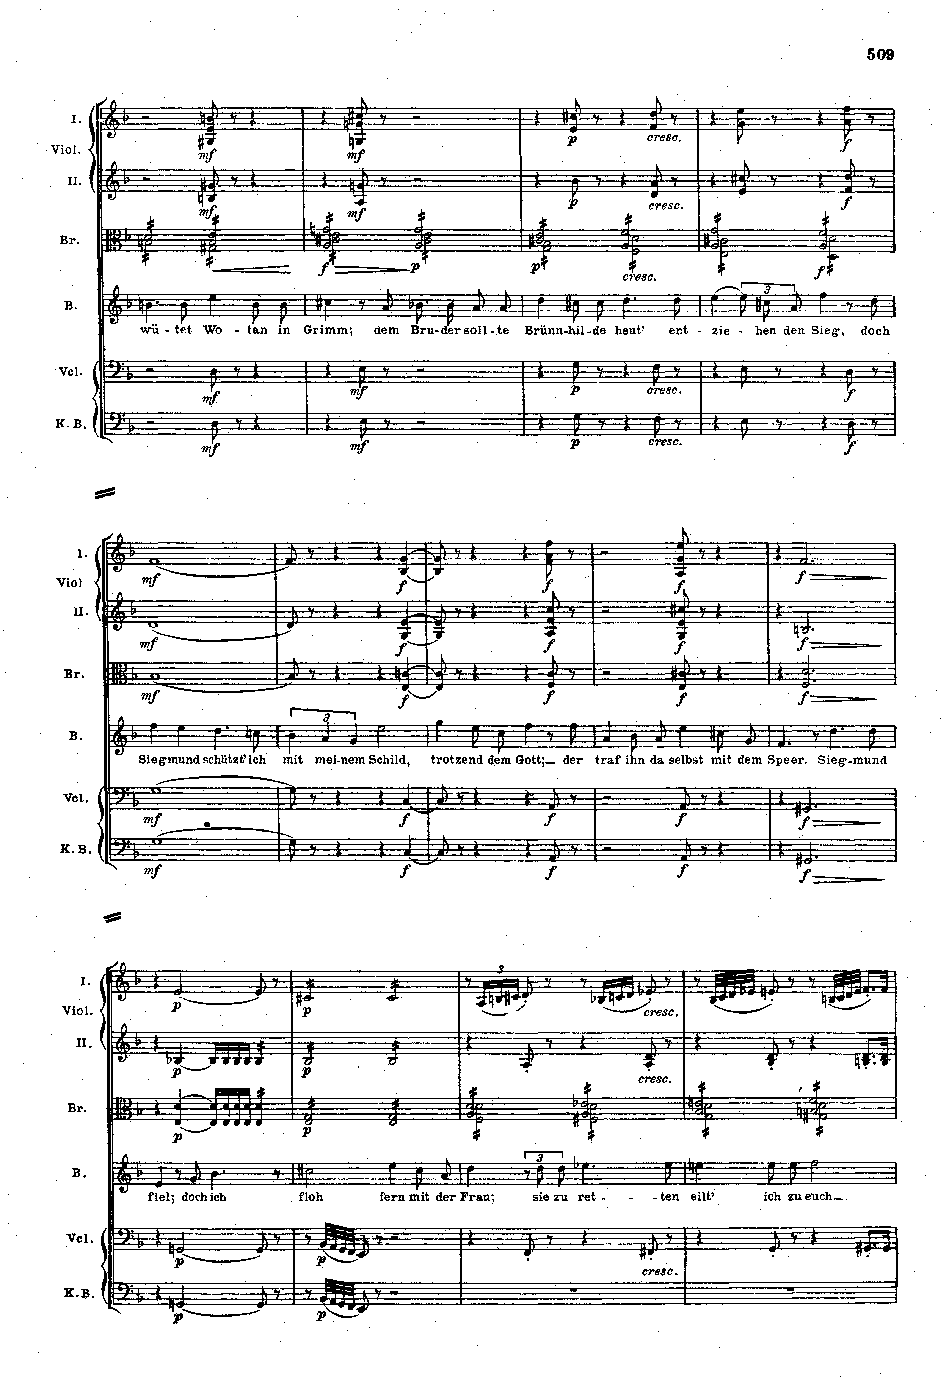 509
I.
Viol.
mf mf p cresc. f
II.
mf mf p cresc. f
Br.
f p p cresc. f
B.
3
wü - tet Wo - tan in Grimm; dem Bru-der soll-te Brünn-hil-de heut' ent - zie - hen den Sieg, doch
Vcl.
mf mf p cresc. f
K.B.
mf mf p cresc. f
I.
Viol
mf f f f f
II.
mf f f f f
Br.
mf f f f f
B.
3
Siegmund schützt' ich mit mei-nem Schild, trotzend dem Gott;— der traf ihn da selbst mit dem Speer. Sieg-mund
Vcl.
mf f f f f
K.B.
mf f f f f
I.
3
Viol.
p p cresc.
II.
p p cresc.
Br.
p p
B.
3
fiel; doch ich floh fern mit der Frau; sie zu ret - - - ten eilt' ich zu euch—
Vcl.
p p cresc.
K.B.
p p